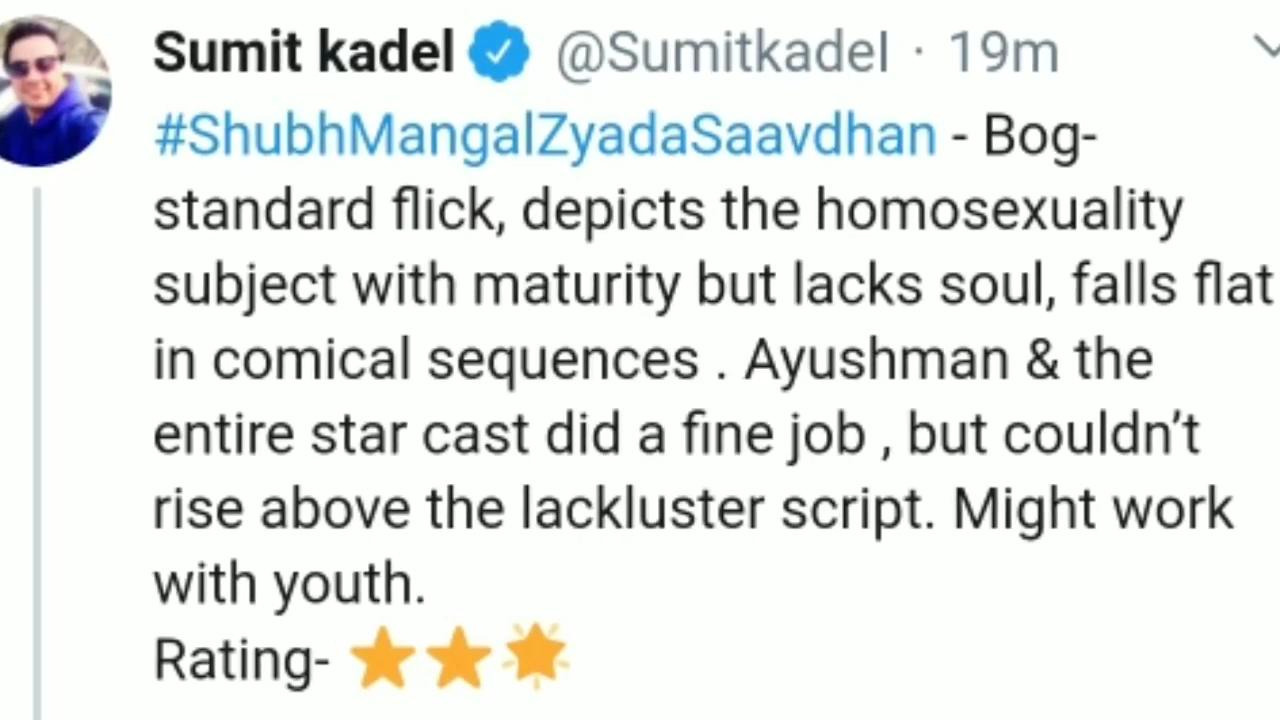 Sumit kadel @Sumitkadel · 19m
#ShubhMangalZyadaSaavdhan - Bog-
standard flick, depicts the homosexuality
subject with maturity but lacks soul, falls flat
in comical sequences . Ayushman & the
entire star cast did a fine job , but couldn’t
rise above the lackluster script. Might work
with youth.
Rating- ⭐⭐🌟